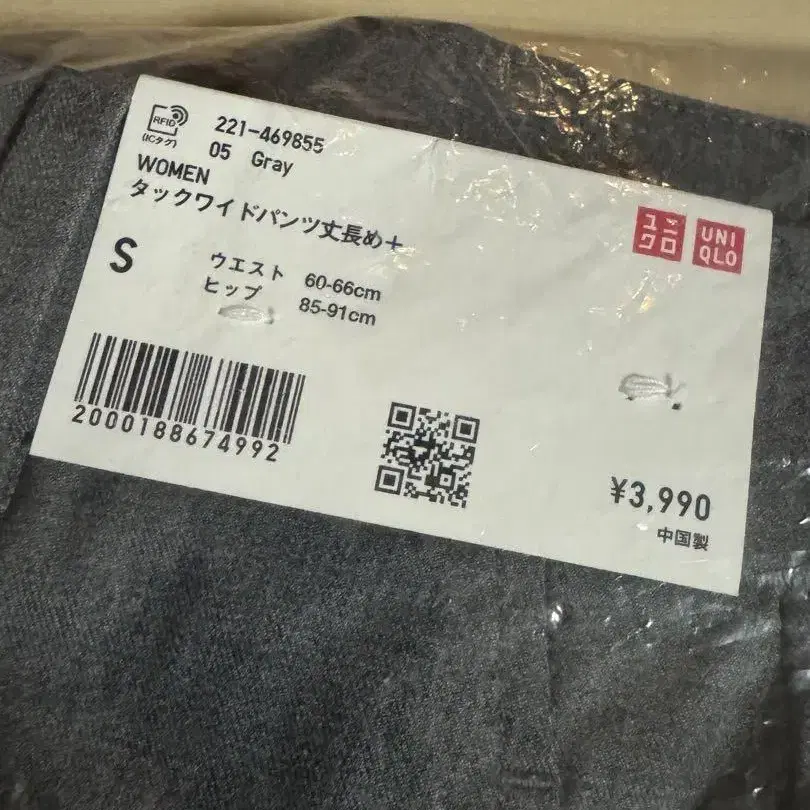 RFID
(ICタグ)
221-469855
05 Gray
WOMEN
タックワイドパンツ丈長め+
S
ウエスト 60-66cm
ヒップ 85-91cm
ユニ
クロ
UNI
QLO
2000188674992
¥3,990
中国製